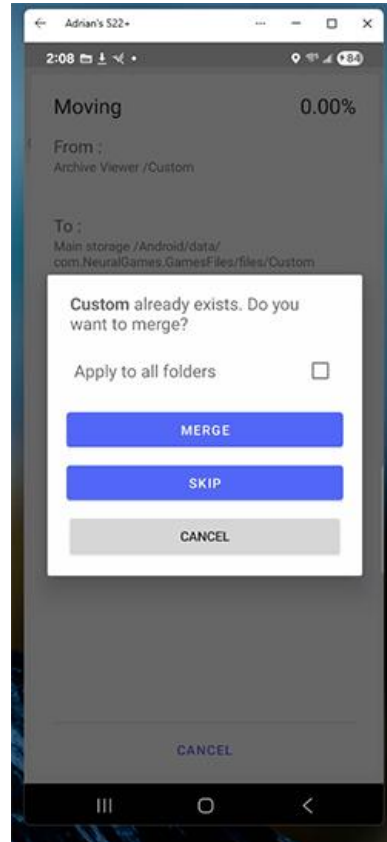 Adrian's S22+
2:08
84
Moving 0.00%
From :
Archive Viewer /Custom
To :
Main storage /Android/data/
com.NeuralGames.GamesFiles/files/Custom
Custom already exists. Do you
want to merge?
Apply to all folders
MERGE
SKIP
CANCEL
CANCEL